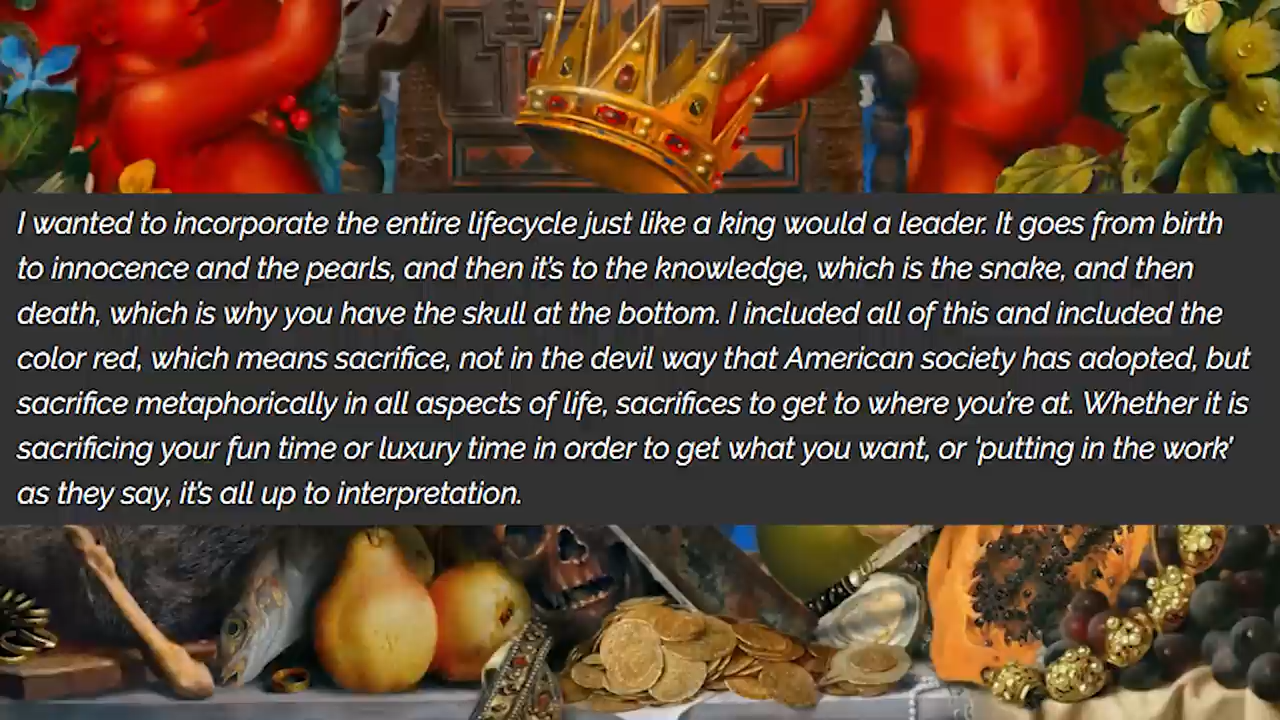 I wanted to incorporate the entire lifecycle just like a king would a leader. It goes from birth
to innocence and the pearls, and then it's to the knowledge, which is the snake, and then
death, which is why you have the skull at the bottom. I included all of this and included the
color red, which means sacrifice, not in the devil way that American society has adopted, but
sacrifice metaphorically in all aspects of life, sacrifices to get to where you're at. Whether it is
sacrificing your fun time or luxury time in order to get what you want, or ‘putting in the work’
as they say, it's all up to interpretation.